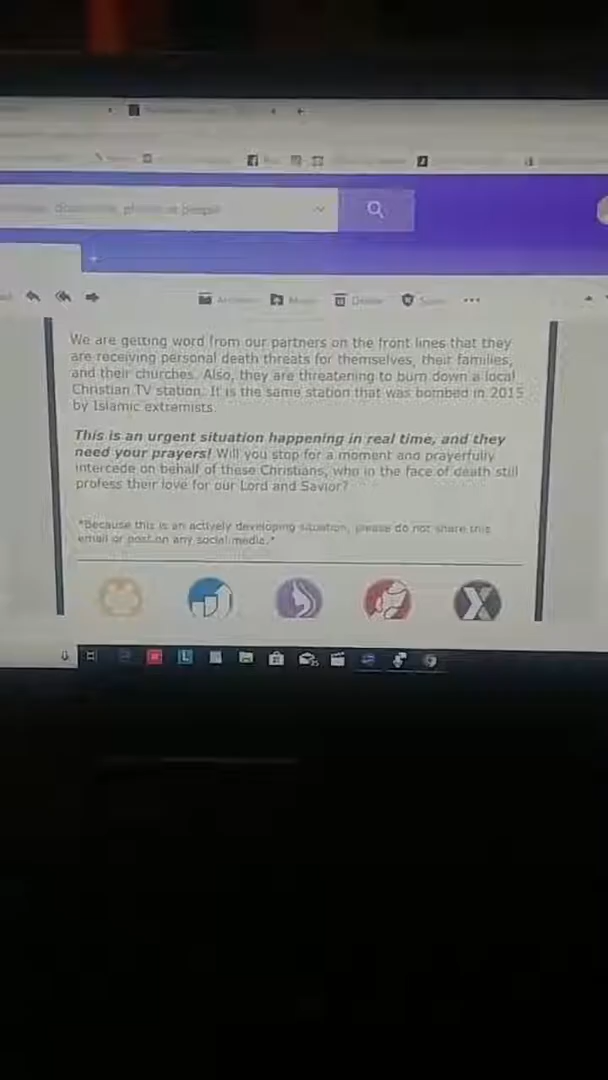 We are getting word from our partners on the front lines that they
are receiving personal death threats for themselves, their families,
and their churches. Also, they are threatening to burn down a local
Christian TV station. It is the same station that was bombed in 2015
by Islamic extremists.
This is an urgent situation happening in real time, and they
need your prayers! Will you stop for a moment and prayerfully
intercede on behalf of these Christians, who in the face of death still
profess their love for our Lord and Savior?
*Because this is an actively developing situation, please do not share this
email or post on any social media.*